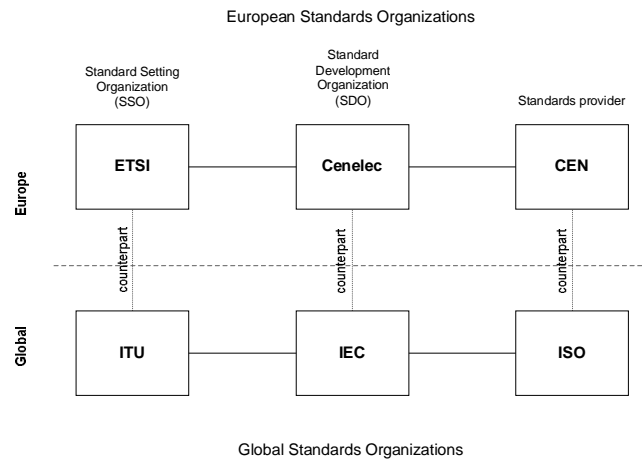 European Standards Organizations
Standard Setting
Organization
(SSO)
Standard
Development
Organization
(SDO)
Standards provider
Europe
ETSI
Cenelec
CEN
counterpart
counterpart
counterpart
Global
ITU
IEC
ISO
Global Standards Organizations